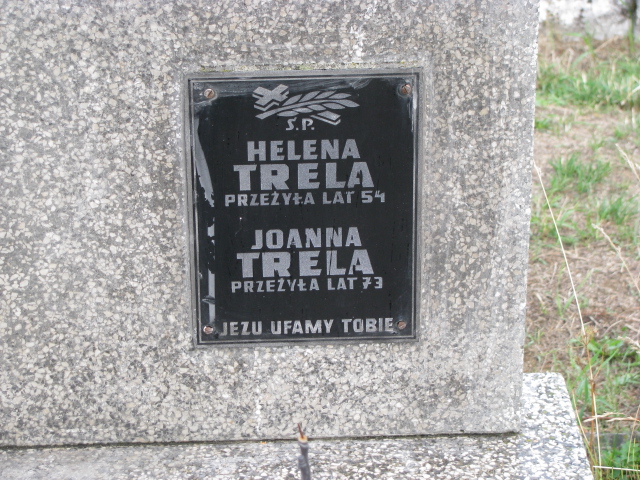 Ś.P.
HELENA
TRELA
PRZEŻYŁA LAT 54
JOANNA
TRELA
PRZEŻYŁA LAT 73
JEZU UFAMY TOBIE